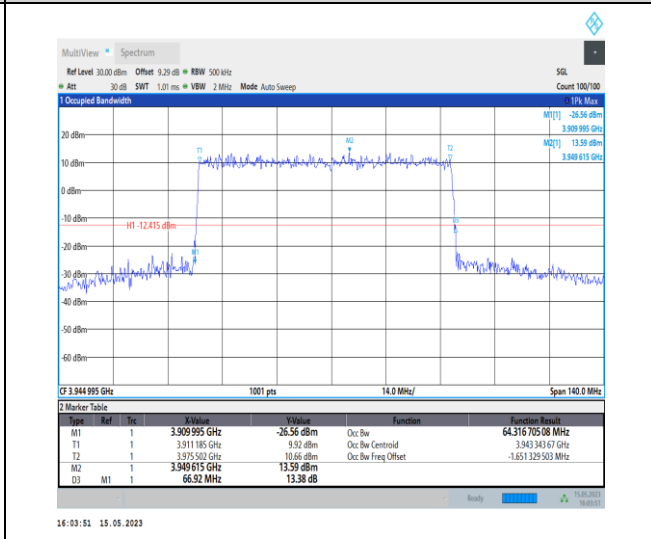 MultiView Spectrum
Ref Level 30.00 dBm Offset 9.29 dB RBW 500 kHz SGL
Att 30 dB SWT 1.01 ms VBW 2 MHz Mode Auto Sweep Count 100/100
1 Occupied Bandwidth 1Pk Max
M1[1] -26.56 dBm
3.909 995 GHz
M2[1] 13.59 dBm
3.949 615 GHz
20 dBm
M2
T1
T2
10 dBm
0 dBm
-10 dBm
H1 -12.415 dBm
D3
-20 dBm
M1
-30 dBm
-40 dBm
-50 dBm
-60 dBm
CF 3.944 995 GHz 1001 pts 14.0 MHz/ Span 140.0 MHz
2 Marker Table
Type Ref Trc X-Value Y-Value Function Function Result
M1 1 3.909 995 GHz -26.56 dBm Occ Bw 64.316 705 08 MHz
T1 1 3.911 185 GHz 9.92 dBm Occ Bw Centroid 3.943 343 67 GHz
T2 1 3.975 502 GHz 10.66 dBm Occ Bw Freq Offset -1.651 329 503 MHz
M2 1 3.949 615 GHz 13.59 dBm
D3 M1 1 66.92 MHz 13.38 dB
Ready 15.05.2023
16:03:51
16:03:51 15.05.2023